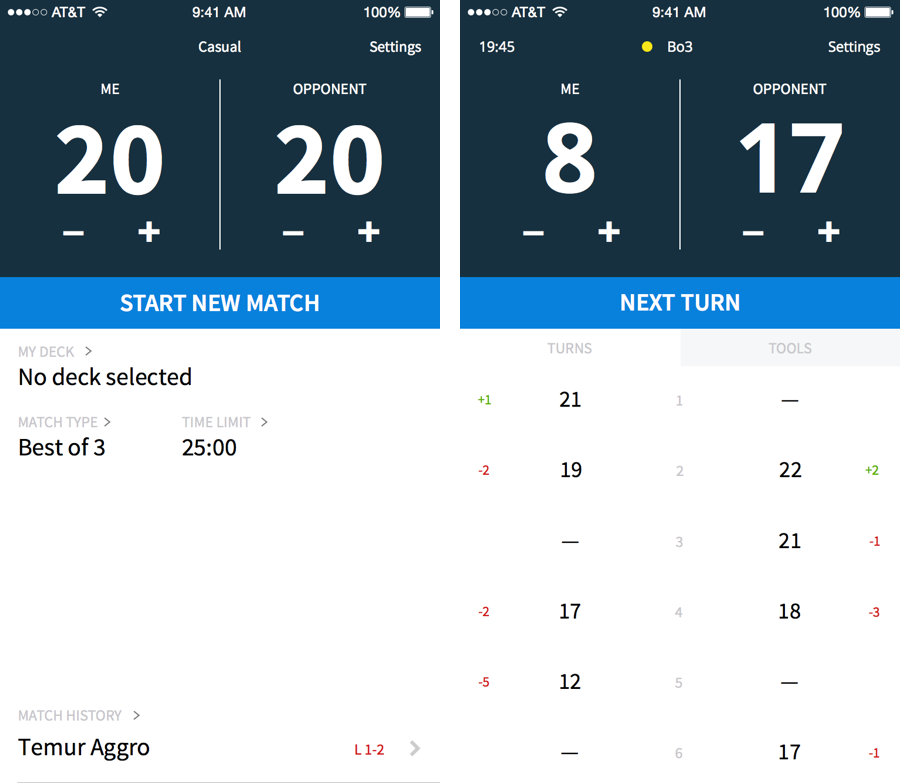 AT&T 9:41 AM 100%
Casual Settings
ME OPPONENT
20 20
– + – +
START NEW MATCH
MY DECK >
No deck selected
MATCH TYPE > TIME LIMIT >
Best of 3 25:00
MATCH HISTORY >
Temur Aggro L 1-2 >
AT&T 9:41 AM 100%
19:45 Bo3 Settings
ME OPPONENT
8 17
– + – +
NEXT TURN
TURNS TOOLS
+1 21 1 —
-2 19 2 22 +2
— 3 21 -1
-2 17 4 18 -3
-5 12 5 —
— 6 17 -1